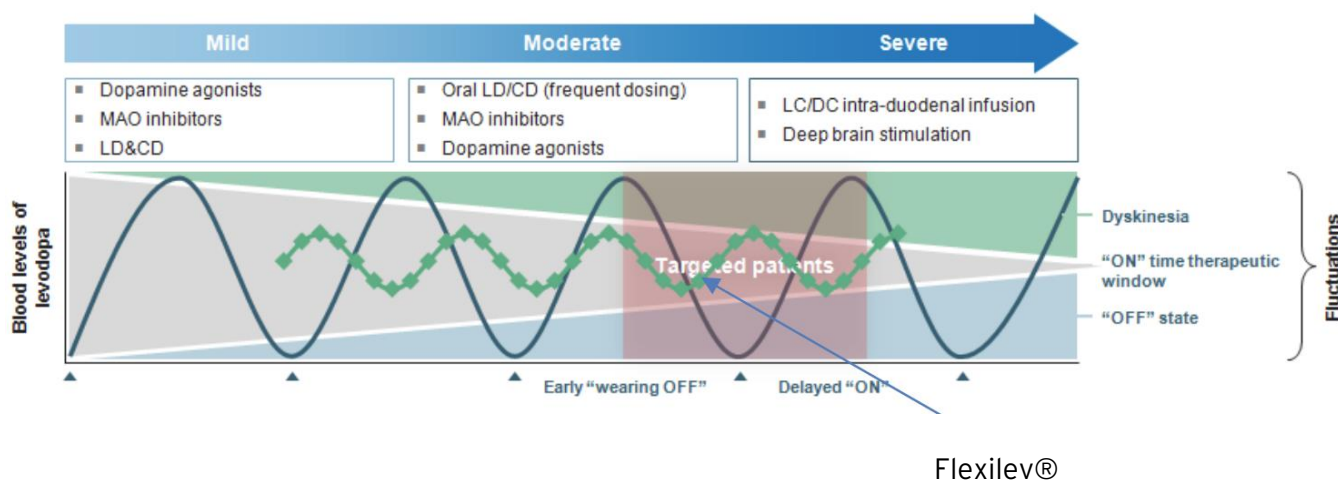 Mild
Moderate
Severe
▪ Dopamine agonists
▪ MAO inhibitors
▪ LD&CD
▪ Oral LD/CD (frequent dosing)
▪ MAO inhibitors
▪ Dopamine agonists
▪ LC/DC intra-duodenal infusion
▪ Deep brain stimulation
Blood levels of
levodopa
Targeted patients
Dyskinesia
“ON” time therapeutic
window
“OFF” state
Fluctuations
Early “wearing OFF”
Delayed “ON”
Flexilev®